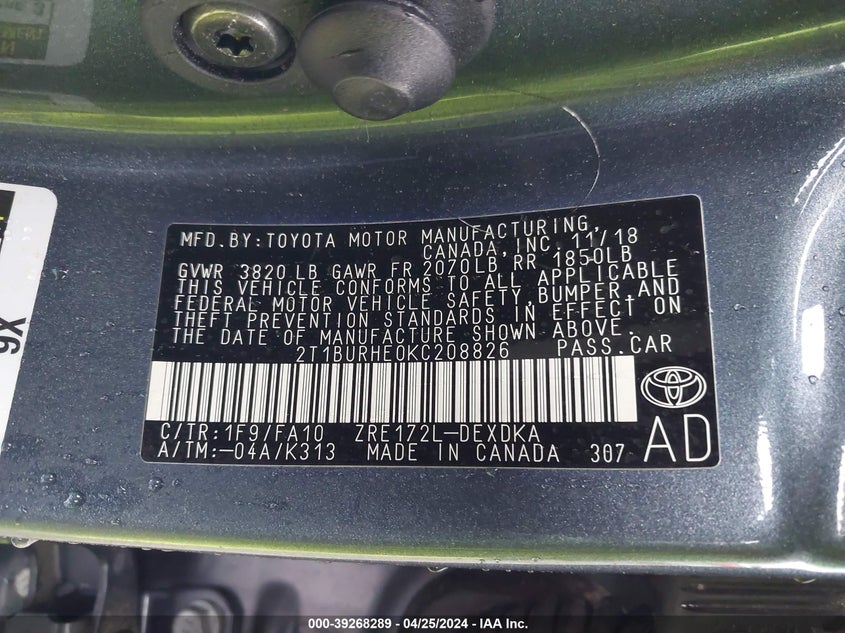 MFD.BY:TOYOTA MOTOR MANUFACTURING,
CANADA,INC. 11/18
GVWR 3820 LB GAWR FR 2070LB RR 1850LB
THIS VEHICLE CONFORMS TO ALL APPLICABLE
FEDERAL MOTOR VEHICLE SAFETY,BUMPER,AND
THEFT PREVENTION STANDARDS IN EFFECT ON
THE DATE OF MANUFACTURE SHOWN ABOVE.
2T1BURHE0KC208826 PASS.CAR
C/TR:1F9/FA10 ZRE172L-DEXDKA
A/TM:-04A/K313 MADE IN CANADA 307
AD
9X
000-39268289 - 04/25/2024 - IAA Inc.